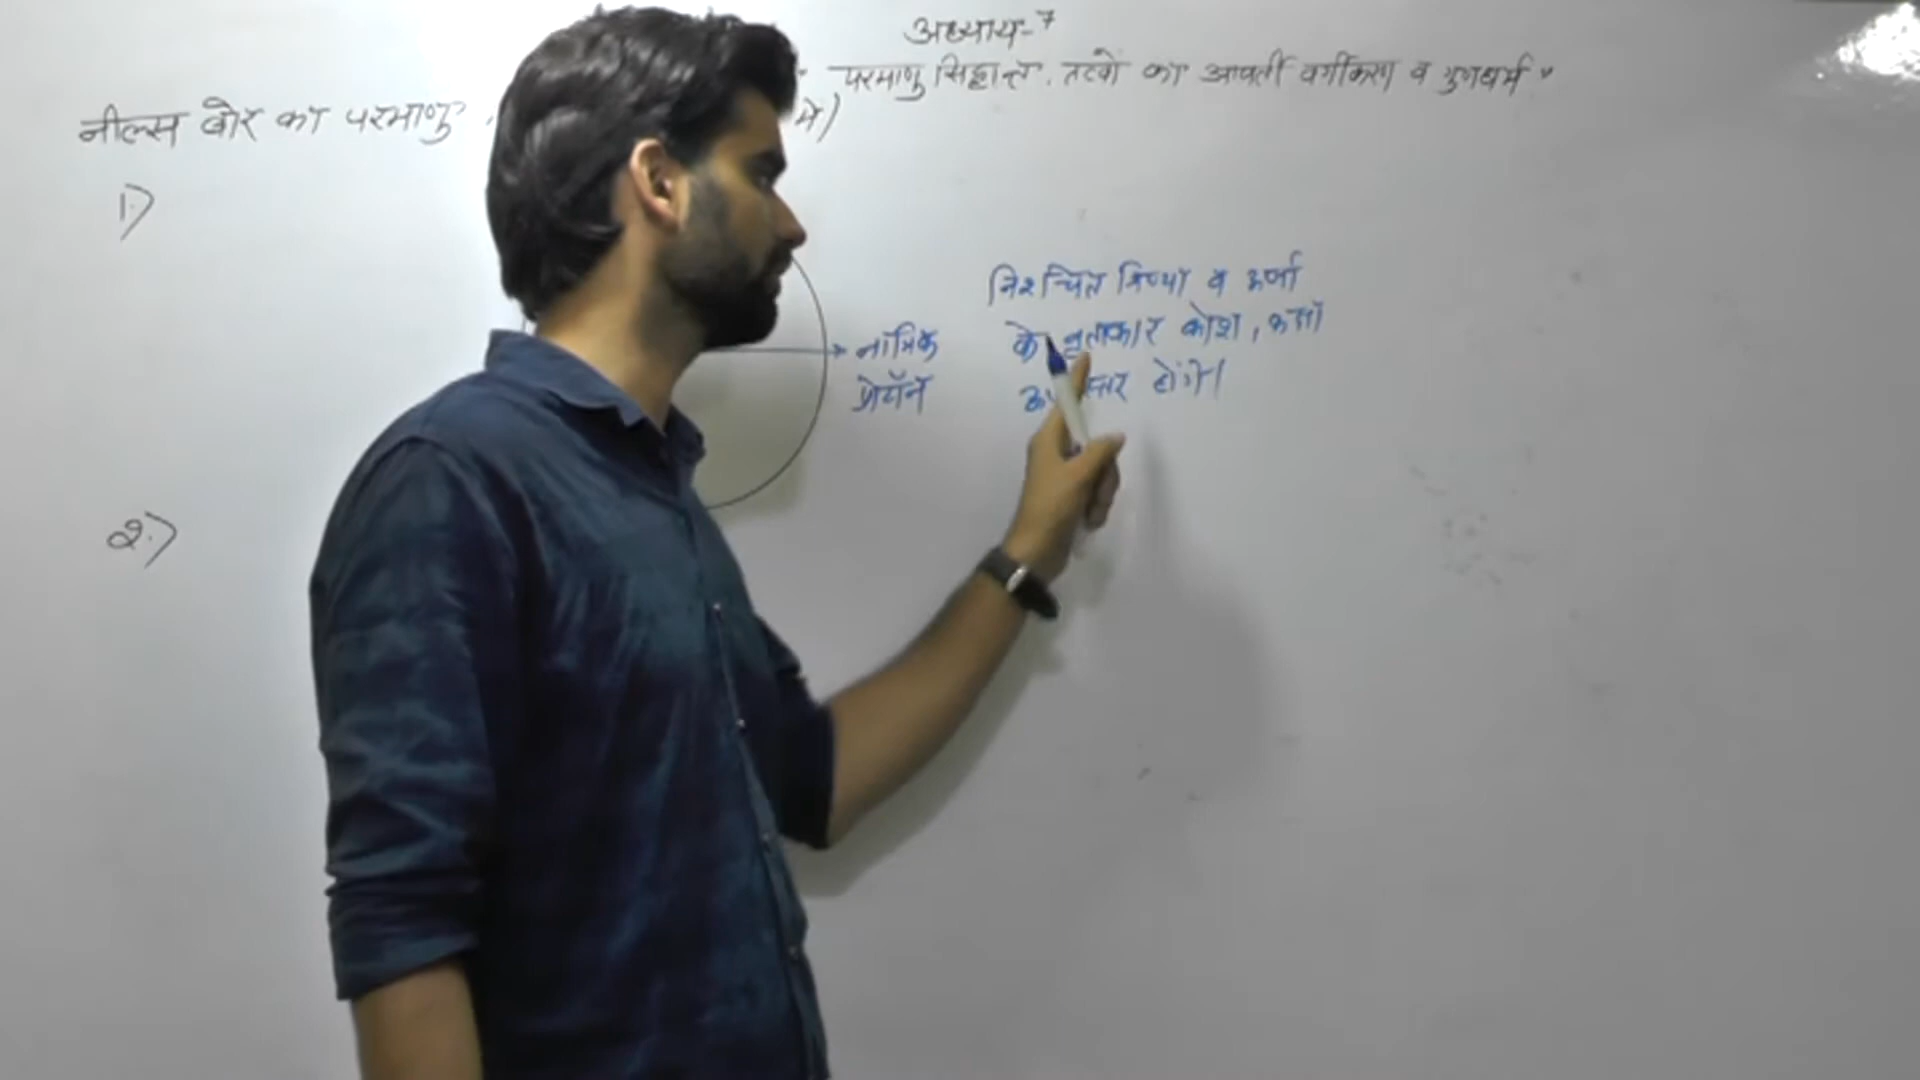 अध्याय-7
परमाणु सिद्धान्त, तत्वों का आवर्ती वर्गीकरण व गुणधर्म"
नील्स बोर का परमाणु में)
1.)
निश्चित त्रिज्या व ऊर्जा
नाभिक के वृताकार कोश, कक्षा
प्रोटॉन होंगे।
2.)